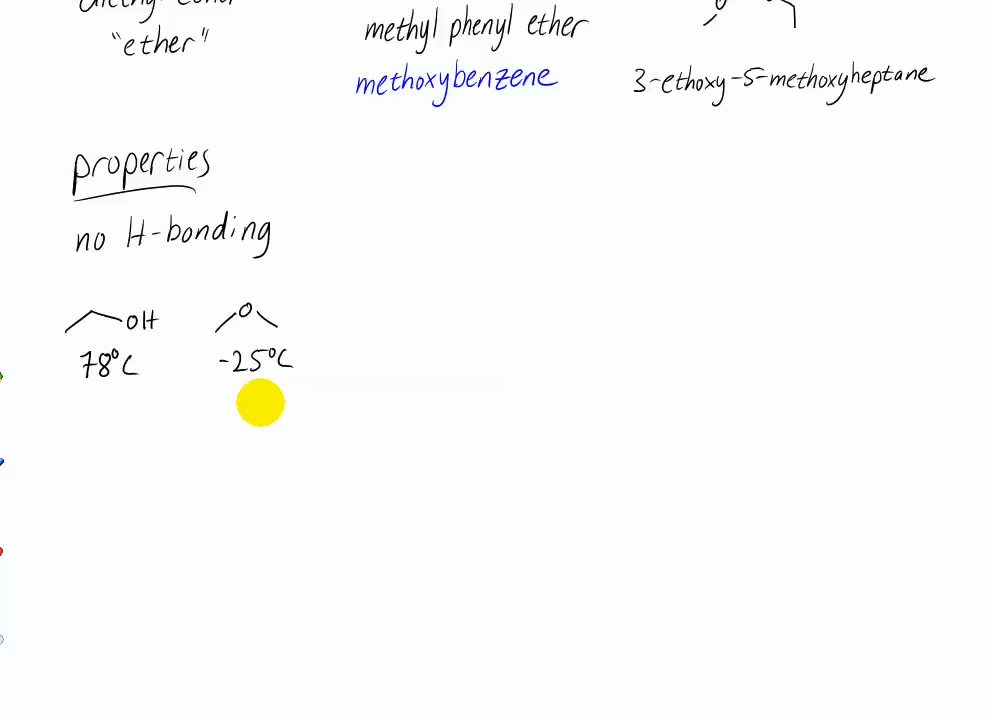 "ether"
methyl phenyl ether
methoxybenzene
3-ethoxy-5-methoxyheptane
properties
no H-bonding
OH
O
78°C
-25°C